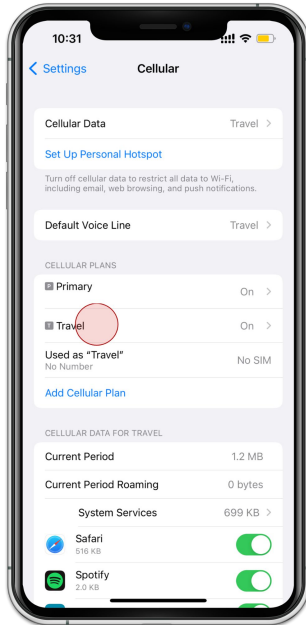 10:31
Settings
Cellular
Cellular Data
Travel
Set Up Personal Hotspot
Turn off cellular data to restrict all data to Wi-Fi,
including email, web browsing, and push notifications.
Default Voice Line
Travel
CELLULAR PLANS
P Primary
On
T Travel
On
Used as “Travel”
No Number
No SIM
Add Cellular Plan
CELLULAR DATA FOR TRAVEL
Current Period
1.2 MB
Current Period Roaming
0 bytes
System Services
699 KB
Safari
516 KB
Spotify
2.0 KB